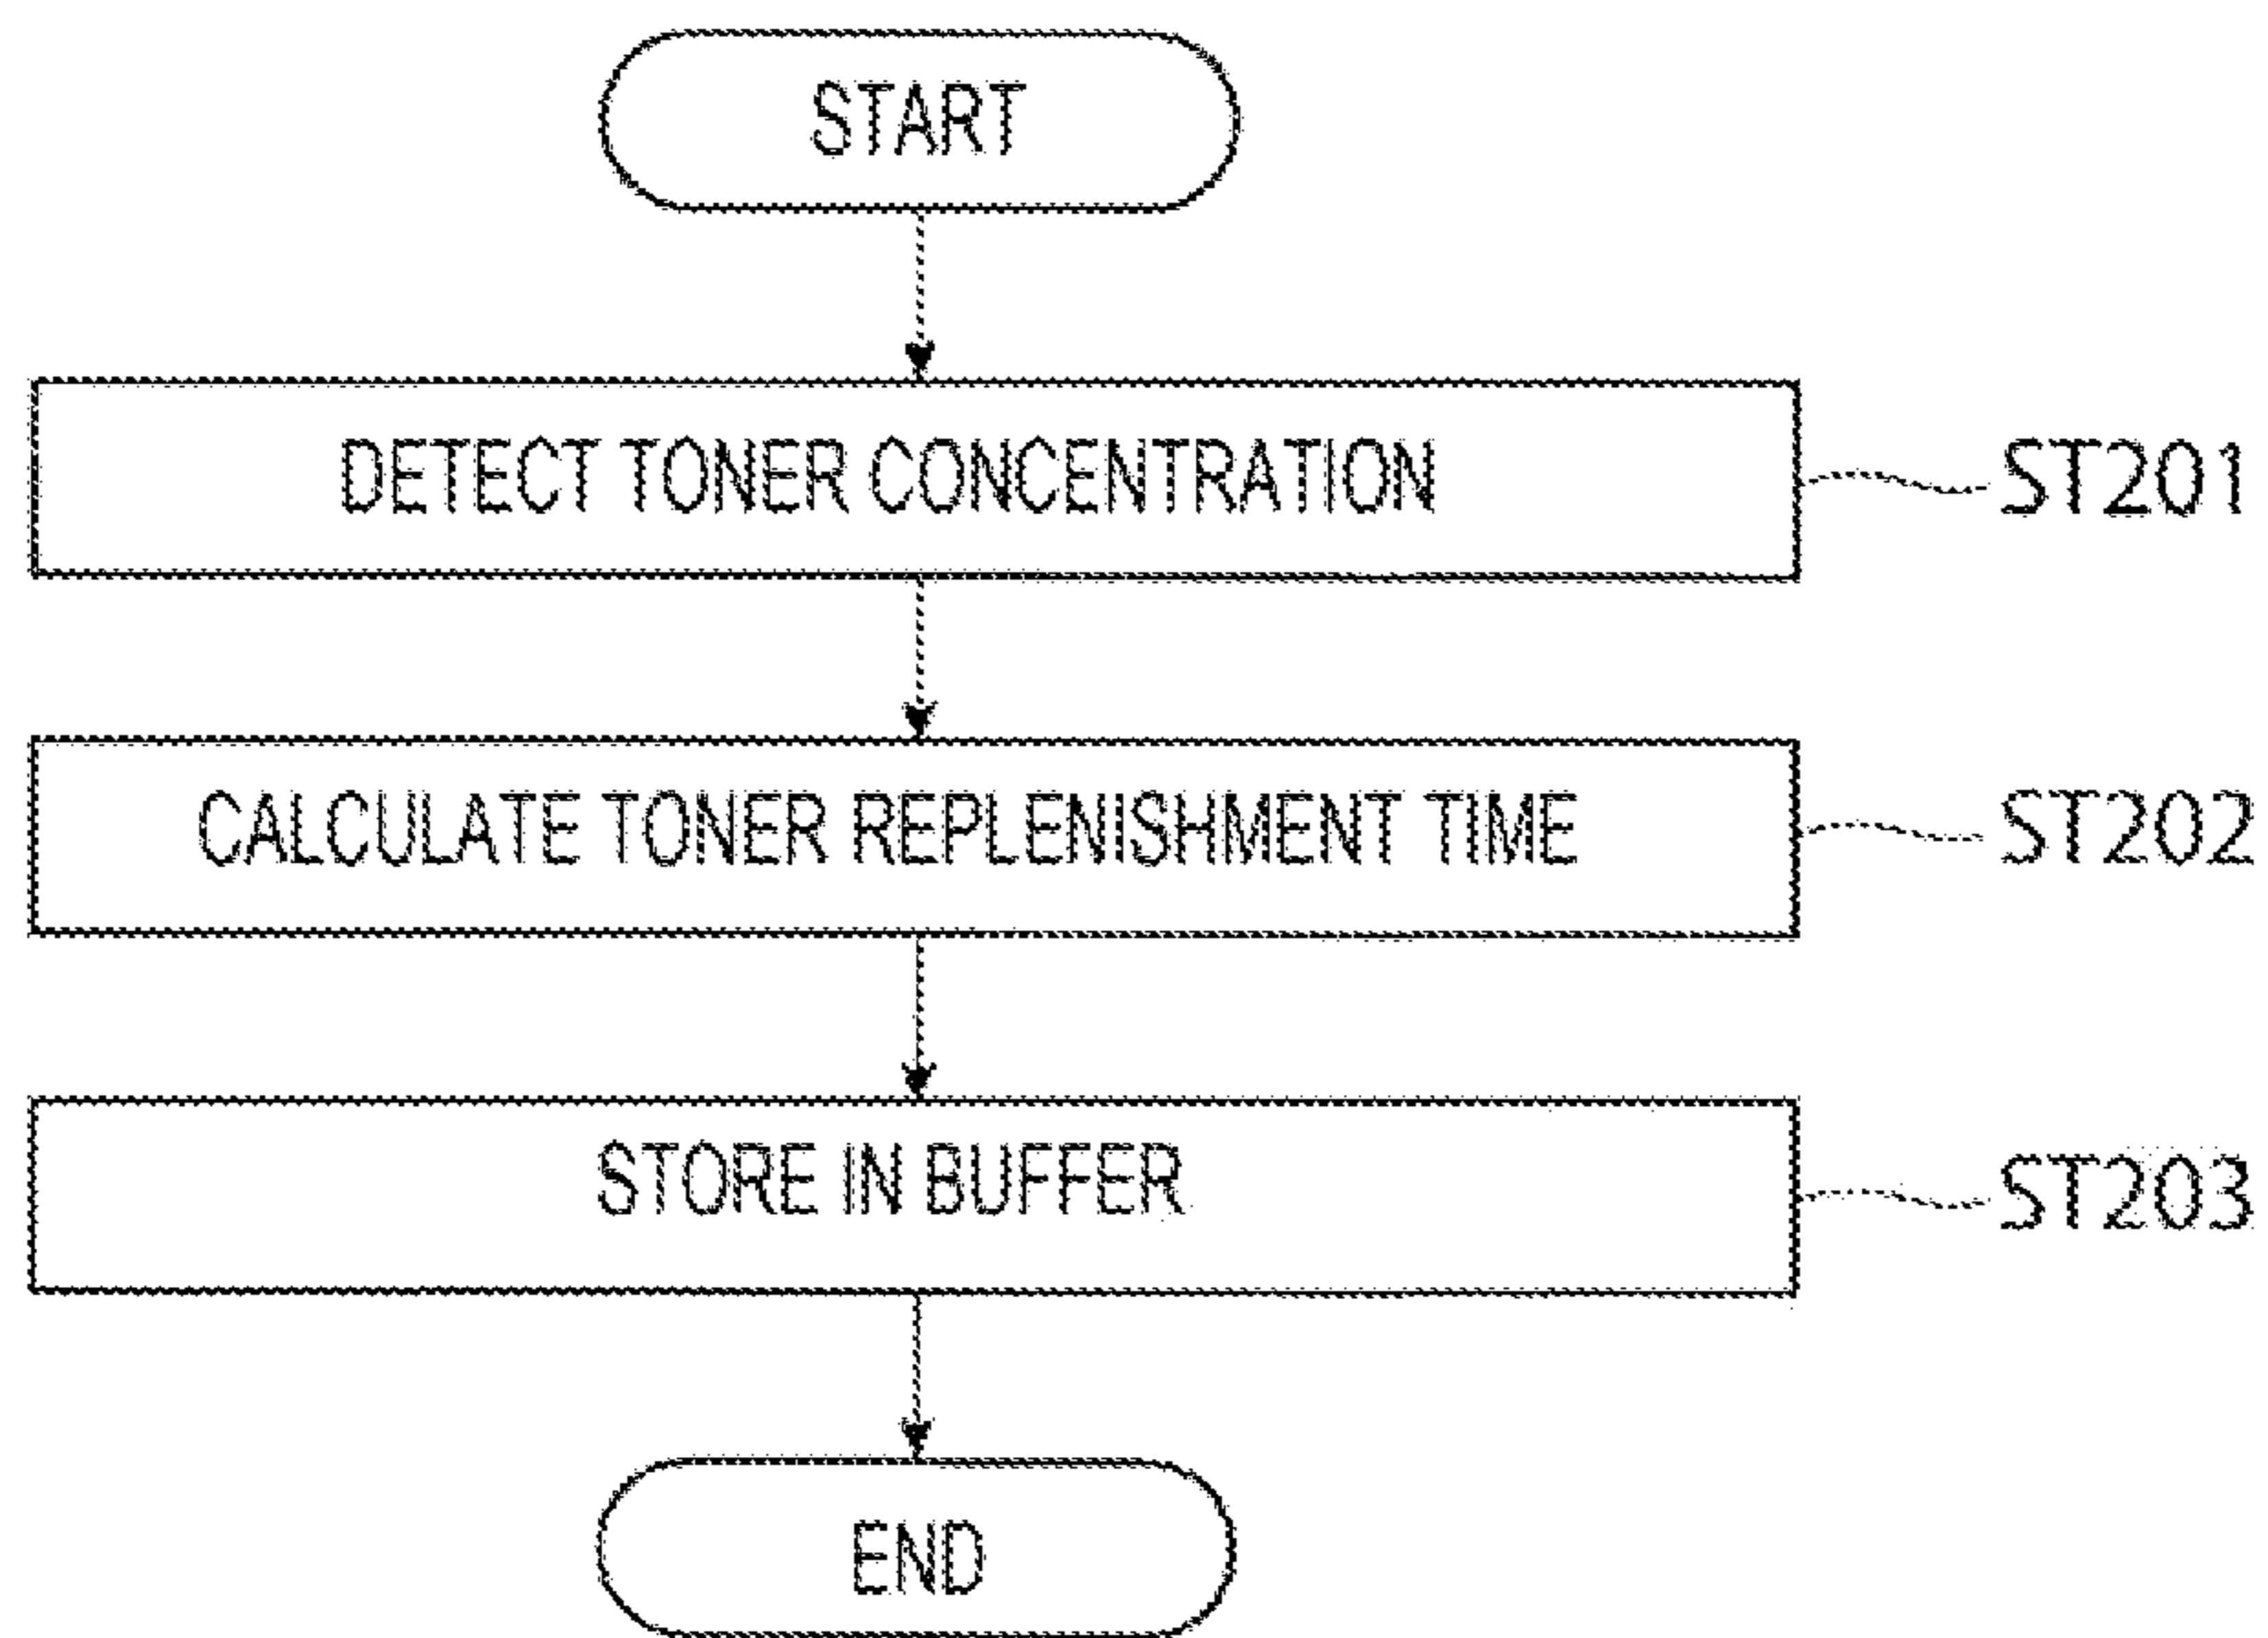 START
DETECT TONER CONCENTRATION
ST201
CALCULATE TONER REPLENISHMENT TIME
ST202
STORE IN BUFFER
ST203
END